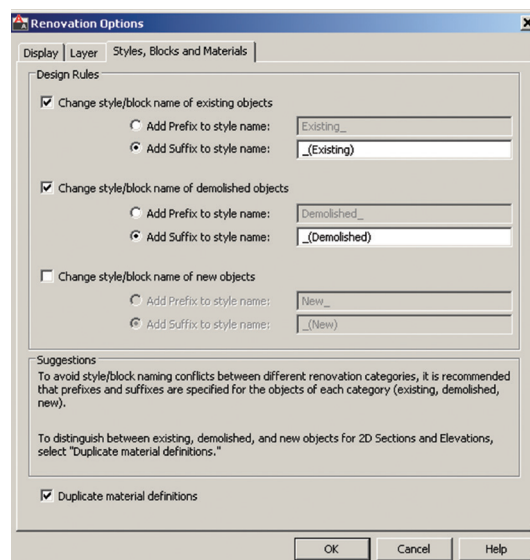 Renovation Options
Display Layer Styles, Blocks and Materials
Design Rules
Change style/block name of existing objects
Add Prefix to style name: Existing_
Add Suffix to style name: _(Existing)
Change style/block name of demolished objects
Add Prefix to style name: Demolished_
Add Suffix to style name: _(Demolished)
Change style/block name of new objects
Add Prefix to style name: New_
Add Suffix to style name: _(New)
Suggestions
To avoid style/block naming conflicts between different renovation categories, it is recommended
that prefixes and suffixes are specified for the objects of each category (existing, demolished,
new).
To distinguish between existing, demolished, and new objects for 2D Sections and Elevations,
select "Duplicate material definitions."
Duplicate material definitions
OK Cancel Help